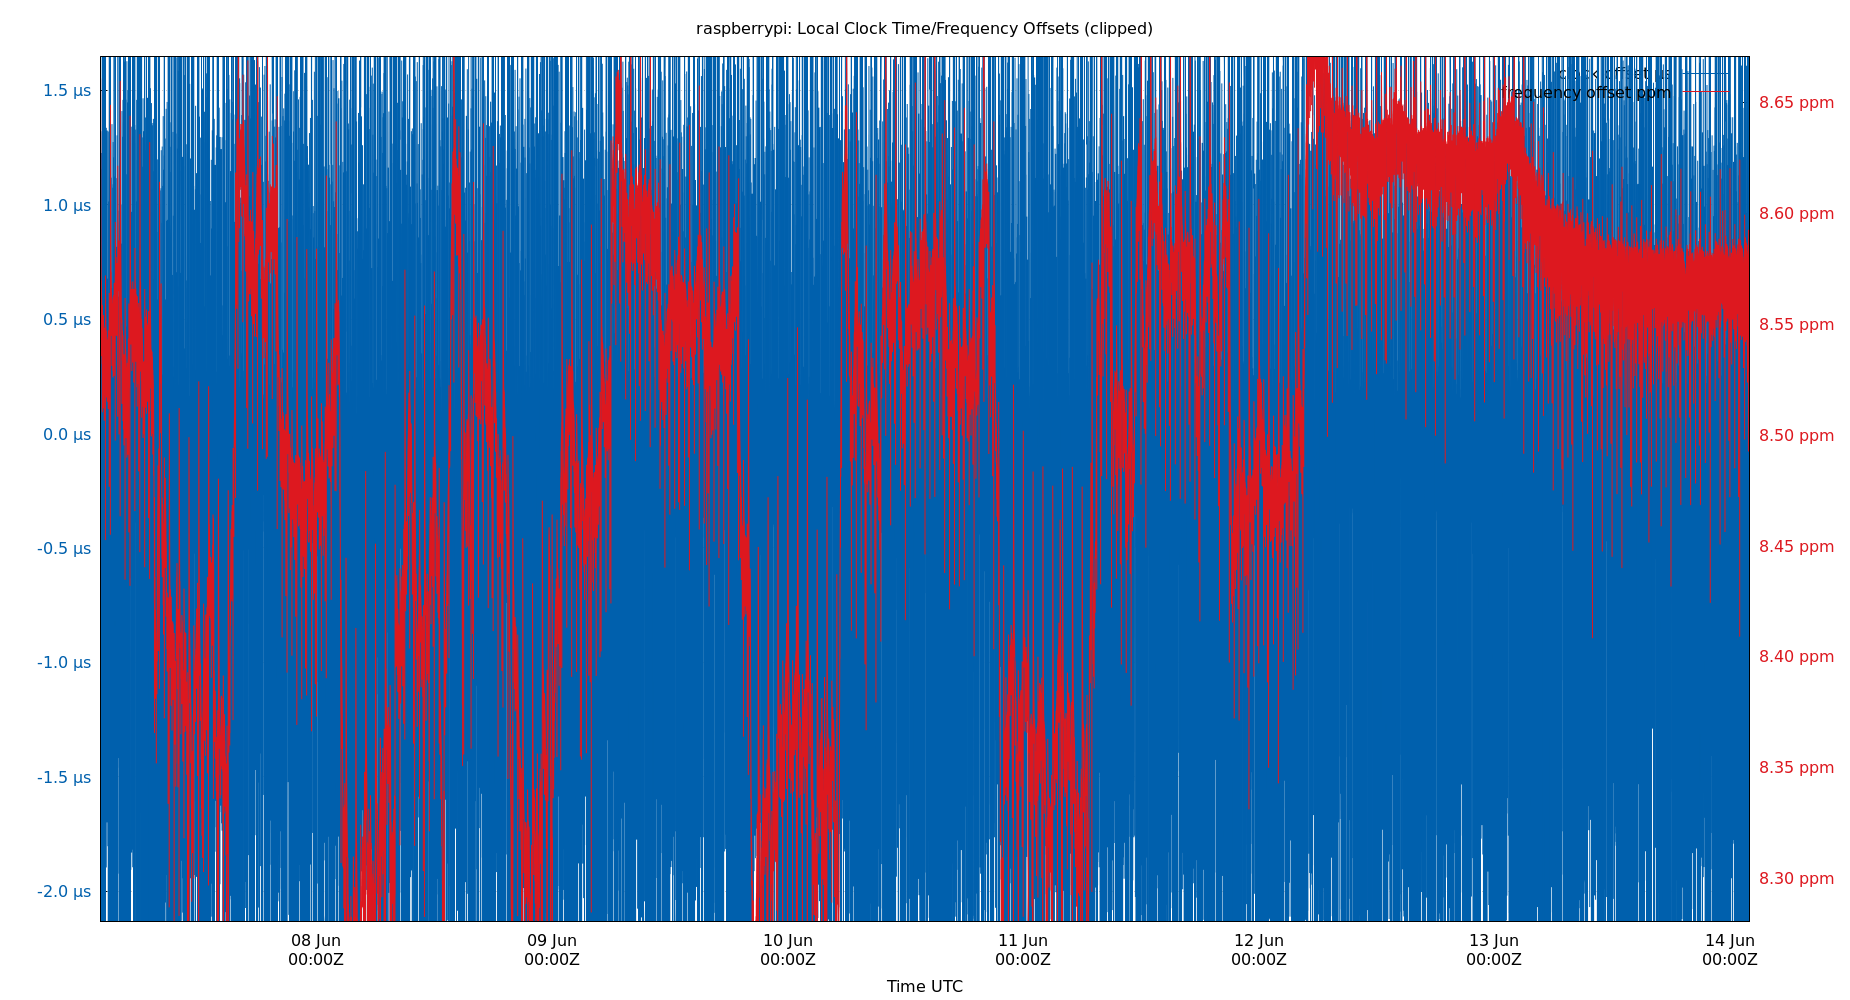 raspberrypi: Local Clock Time/Frequency Offsets (clipped)
clock offset µs
frequency offset ppm
1.5 µs
1.0 µs
0.5 µs
0.0 µs
-0.5 µs
-1.0 µs
-1.5 µs
-2.0 µs
8.65 ppm
8.60 ppm
8.55 ppm
8.50 ppm
8.45 ppm
8.40 ppm
8.35 ppm
8.30 ppm
08 Jun 09 Jun 10 Jun 11 Jun 12 Jun 13 Jun 14 Jun
00:00Z 00:00Z 00:00Z 00:00Z 00:00Z 00:00Z 00:00Z
Time UTC